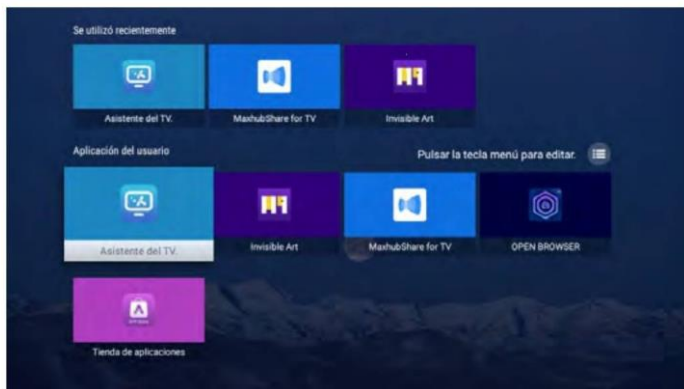 Se utilizó recientemente
Asistente del TV.
MaxhubShare for TV
Invisible Art
Aplicación del usuario
Pulsar la tecla menú para editar.
Asistente del TV.
Invisible Art
MaxhubShare for TV
OPEN BROWSER
Tienda de aplicaciones